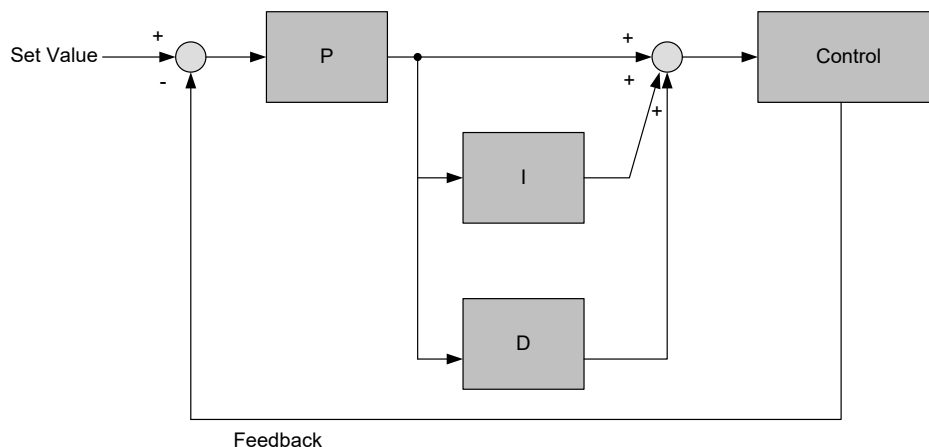 +
Set Value
-
P
+
+
+
Control
I
D
Feedback